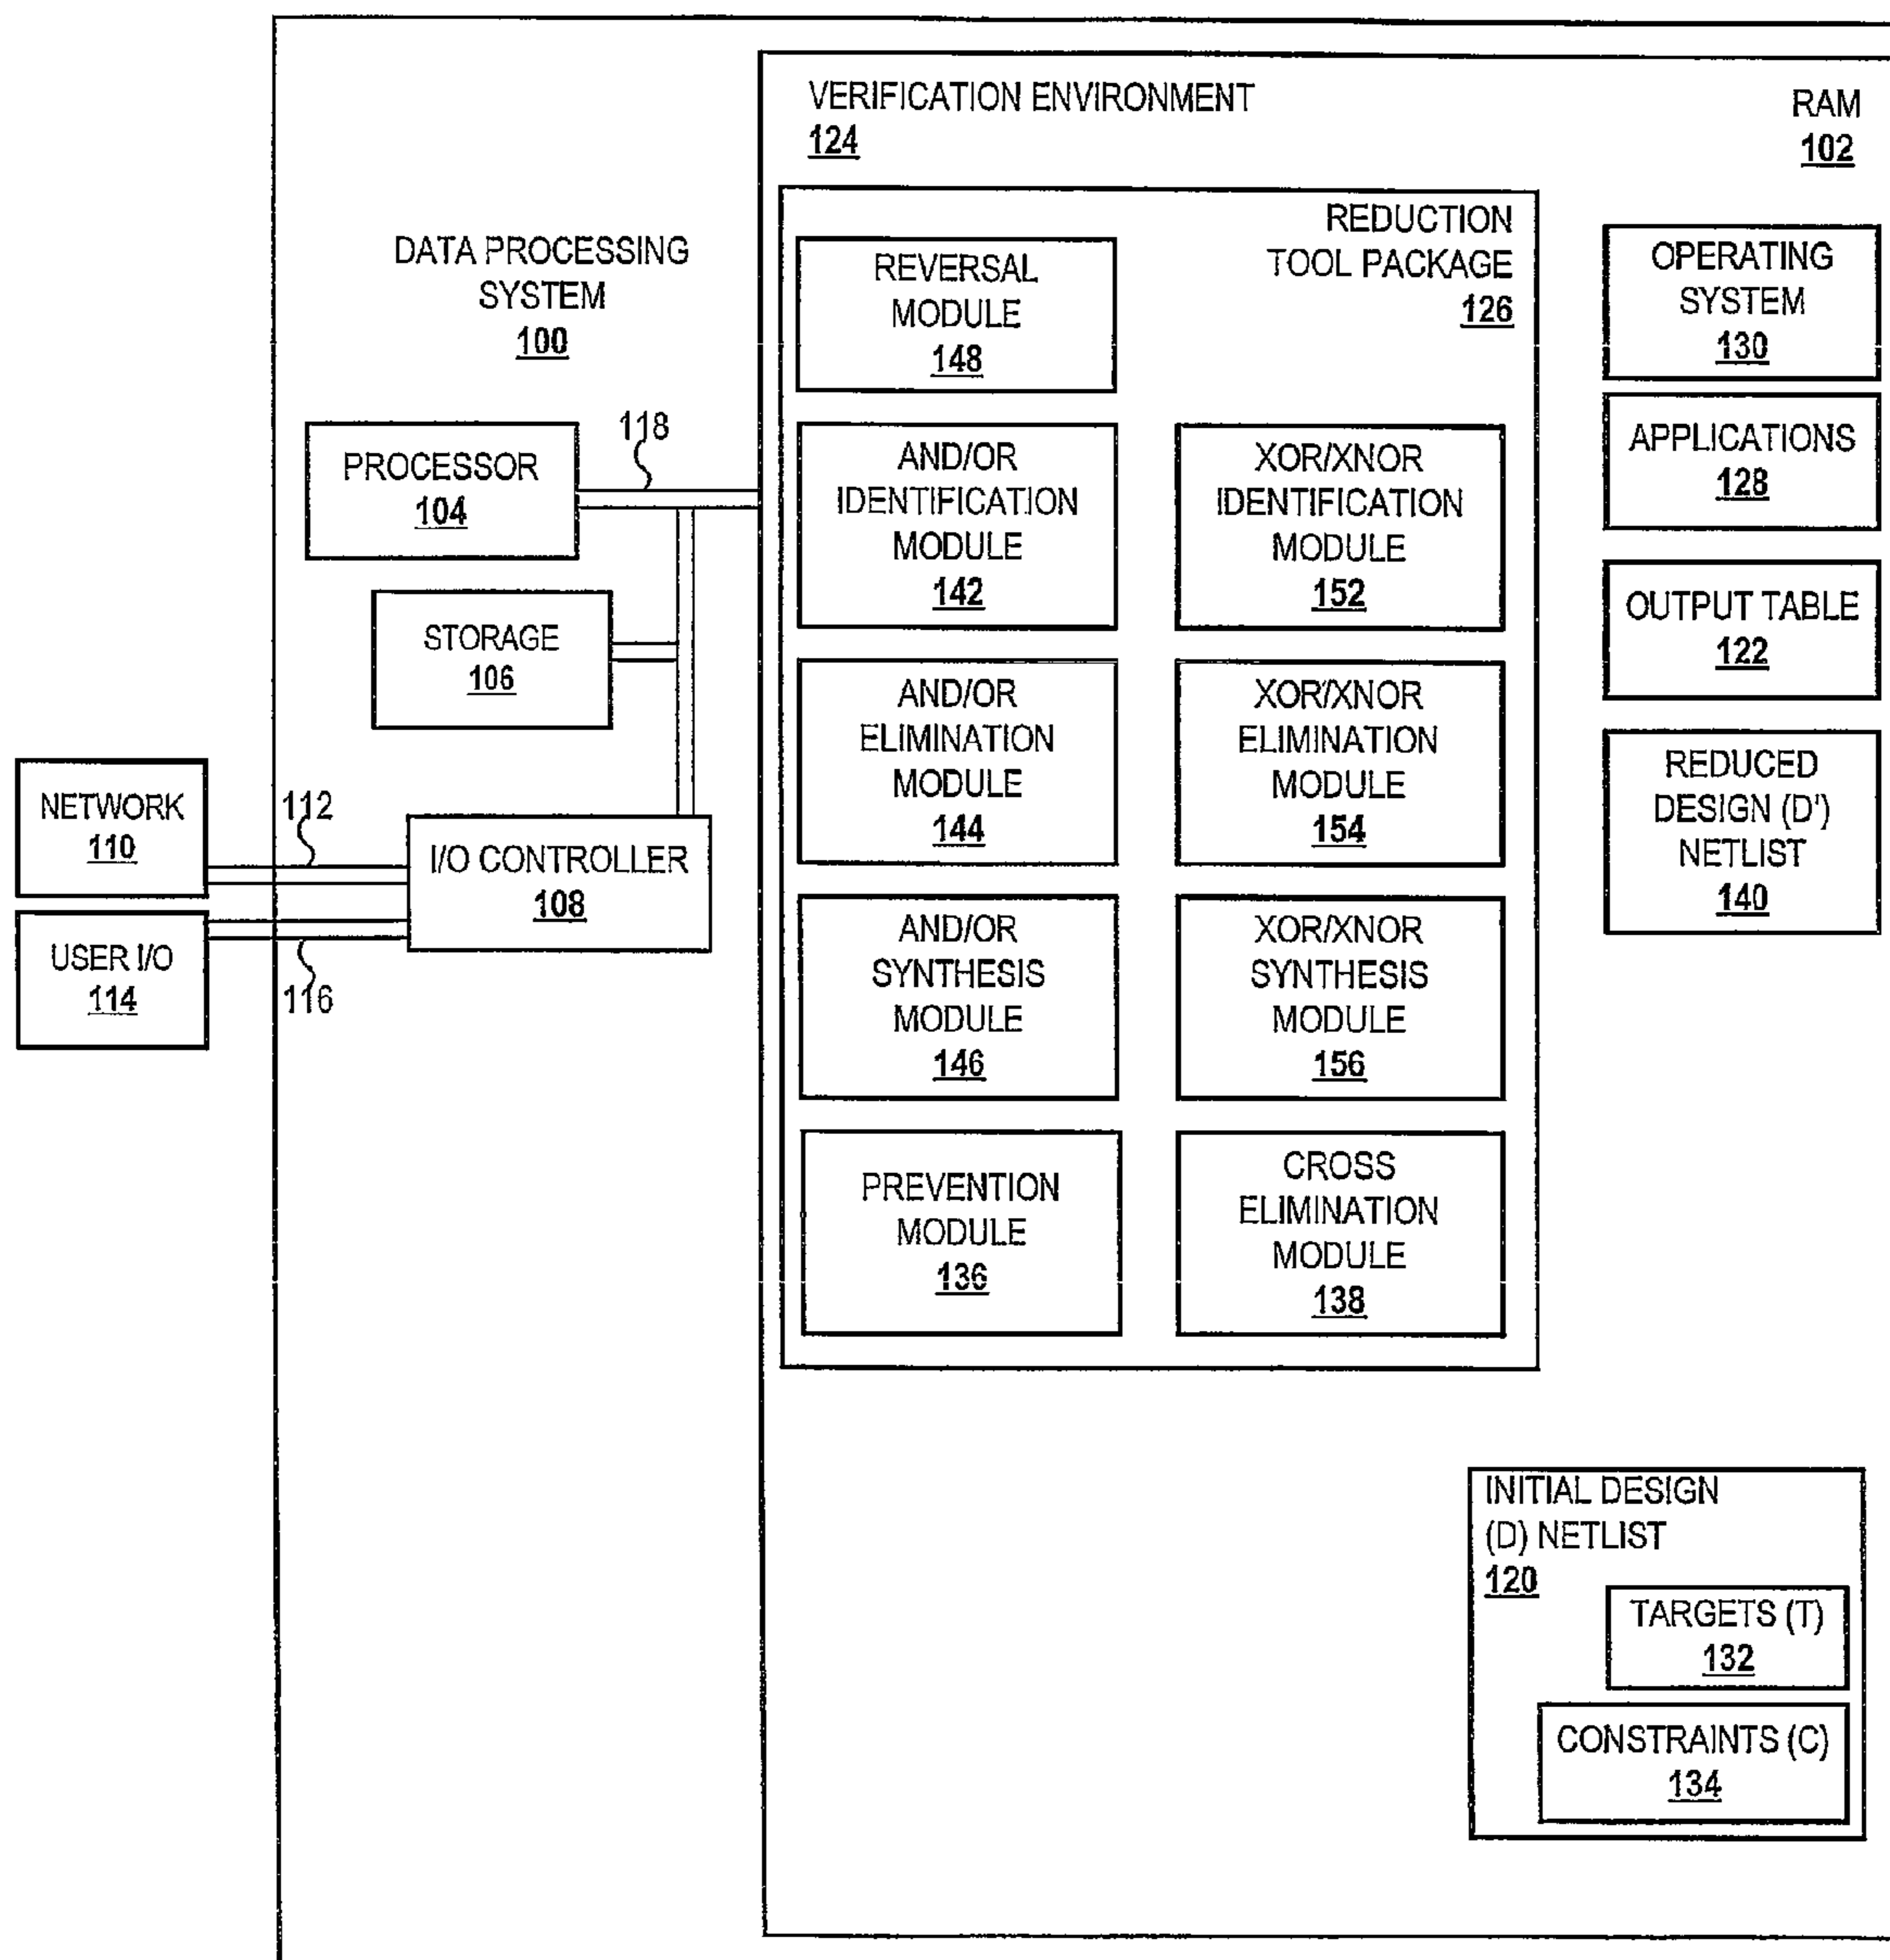 VERIFICATION ENVIRONMENT
124
RAM
102
DATA PROCESSING
SYSTEM
100
REDUCTION
TOOL PACKAGE
126
REVERSAL
MODULE
148
OPERATING
SYSTEM
130
PROCESSOR
104
118
AND/OR
IDENTIFICATION
MODULE
142
XOR/XNOR
IDENTIFICATION
MODULE
152
APPLICATIONS
128
STORAGE
106
OUTPUT TABLE
122
AND/OR
ELIMINATION
MODULE
144
XOR/XNOR
ELIMINATION
MODULE
154
REDUCED
DESIGN (D')
NETLIST
140
NETWORK
110
112
I/O CONTROLLER
108
USER I/O
114
116
AND/OR
SYNTHESIS
MODULE
146
XOR/XNOR
SYNTHESIS
MODULE
156
PREVENTION
MODULE
136
CROSS
ELIMINATION
MODULE
138
INITIAL DESIGN
(D) NETLIST
120
TARGETS (T)
132
CONSTRAINTS (C)
134